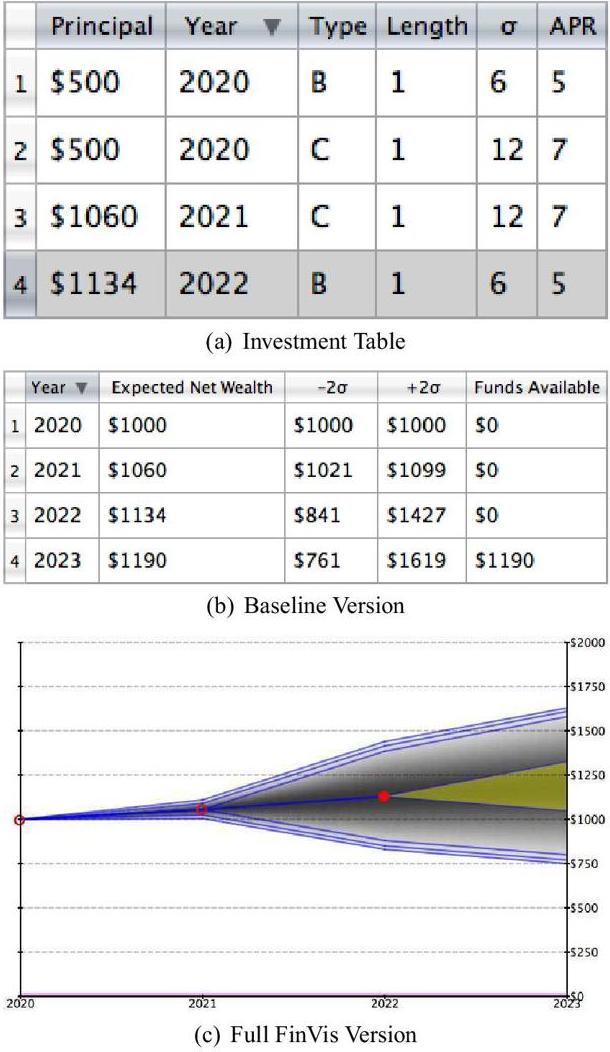 Principal Year ▼ Type Length σ APR
1 $500 2020 B 1 6 5
2 $500 2020 C 1 12 7
3 $1060 2021 C 1 12 7
4 $1134 2022 B 1 6 5
(a) Investment Table
Year ▼ Expected Net Wealth -2σ +2σ Funds Available
1 2020 $1000 $1000 $1000 $0
2 2021 $1060 $1021 $1099 $0
3 2022 $1134 $841 $1427 $0
4 2023 $1190 $761 $1619 $1190
(b) Baseline Version
$2000
$1750
$1500
$1250
$1000
$750
$500
$250
$0
2020 2021 2022 2023
(c) Full FinVis Version